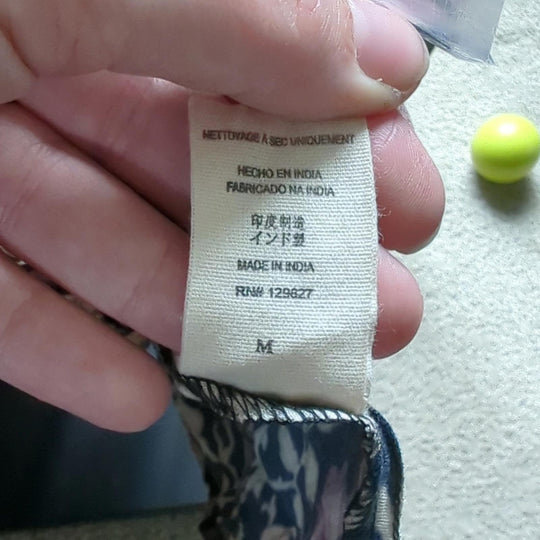 NETTOYAGE À SEC UNIQUEMENT
HECHO EN INDIA
FABRICADO NA INDIA
印度制造
インド製
MADE IN INDIA
RN# 129627
M